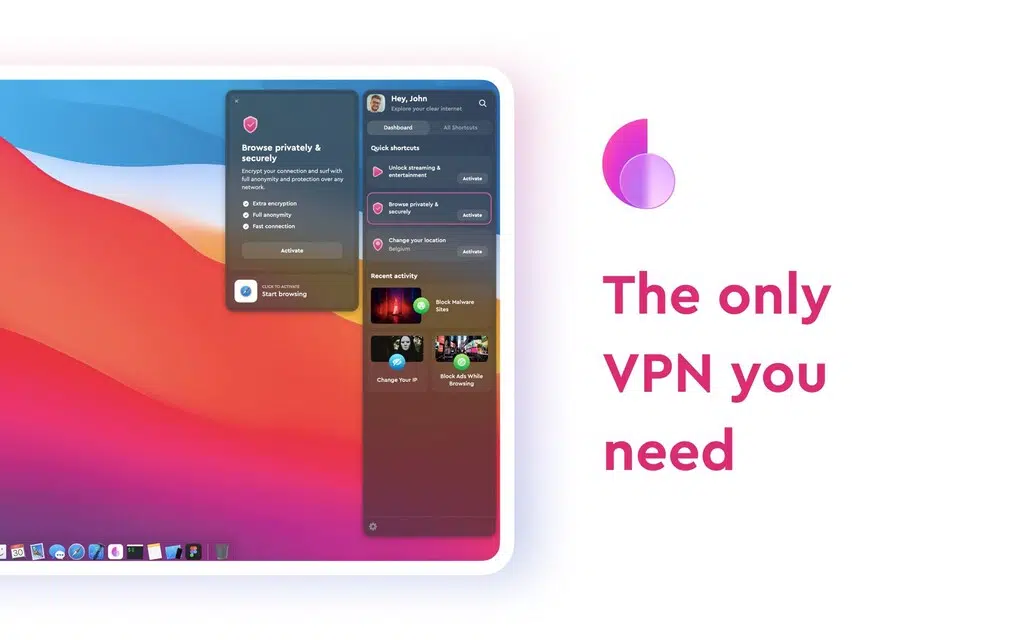 Browse privately &
securely
Encrypt your connection and surf with
full anonymity and protection over any
network.
Extra encryption
Full anonymity
Fast connection
Activate
CLICK TO ACTIVATE
Start browsing
Hey, John
Explore your clear internet
Dashboard
All Shortcuts
Quick shortcuts
Unlock streaming &
entertainment
Activate
Browse privately &
securely
Activate
Change your location
Belgium
Activate
Recent activity
Block Malware
Sites
Change Your IP
Block Ads While
Browsing
30
The only
VPN you
need